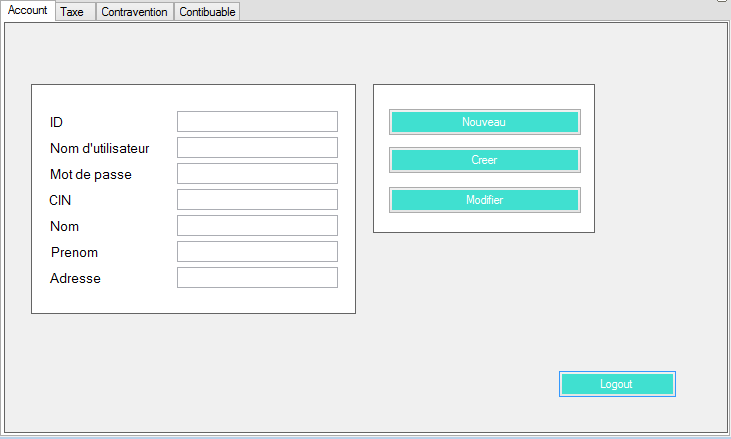 Account Taxe Contravention Contibuable
ID
Nom d'utilisateur
Mot de passe
CIN
Nom
Prenom
Adresse
Nouveau
Creer
Modifier
Logout